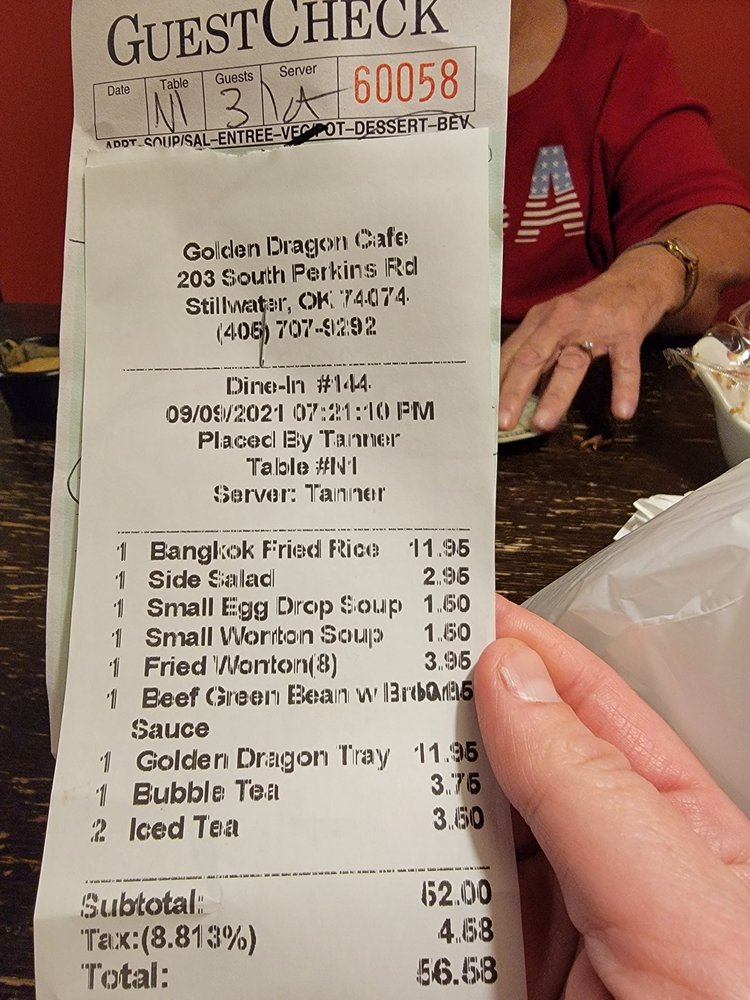 GUESTCHECK
Date Table Guests Server
N1 3 60058
APPT-SOUP/SAL-ENTREE-VEG/POT-DESSERT-BEV
Golden Dragon Cafe
203 South Perkins Rd
Stillwater, OK 74074
(405) 707-9292
Dine-In #144
09/09/2021 07:21:10 PM
Placed By Tanner
Table #N1
Server: Tanner
1 Bangkok Fried Rice 11.95
1 Side Salad 2.95
1 Small Egg Drop Soup 1.50
1 Small Wonton Soup 1.50
1 Fried Wonton(8) 3.95
1 Beef Green Bean w Brown 10.95
Sauce
1 Golden Dragon Tray 11.95
1 Bubble Tea 3.75
2 Iced Tea 3.50
Subtotal: 52.00
Tax:(8.813%) 4.58
Total: 56.58
A